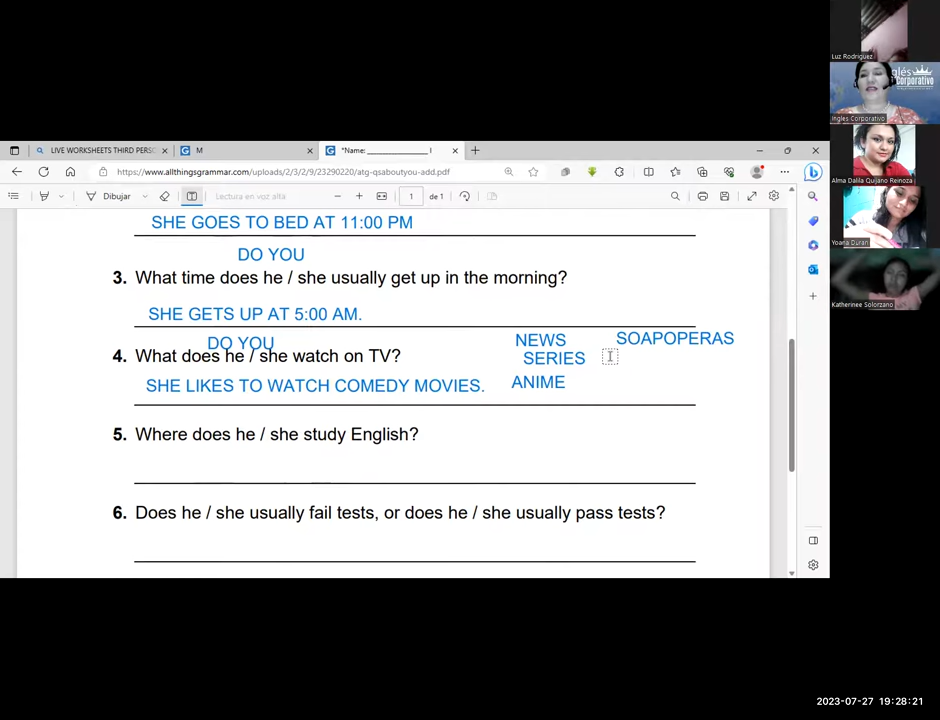 Luz Rodriguez
glés
Corporativo
Ingles Corporativo
LIVE WORKSHEETS THIRD PERSO
M
*Name: ____________ I
https://www.allthingsgrammar.com/uploads/2/3/2/9/23290220/atg-qsaboutyou-add.pdf
Dibujar
Lectura en voz alta
1
de 1
Alma Dalila Quijano Reinoza
SHE GOES TO BED AT 11:00 PM
Yoana Duran
DO YOU
3. What time does he / she usually get up in the morning?
Katherinee Solorzano
SHE GETS UP AT 5:00 AM.
DO YOU
NEWS
SOAPOPERAS
4. What does he / she watch on TV?
SERIES
SHE LIKES TO WATCH COMEDY MOVIES.
ANIME
5. Where does he / she study English?
6. Does he / she usually fail tests, or does he / she usually pass tests?
2023-07-27 19:28:21